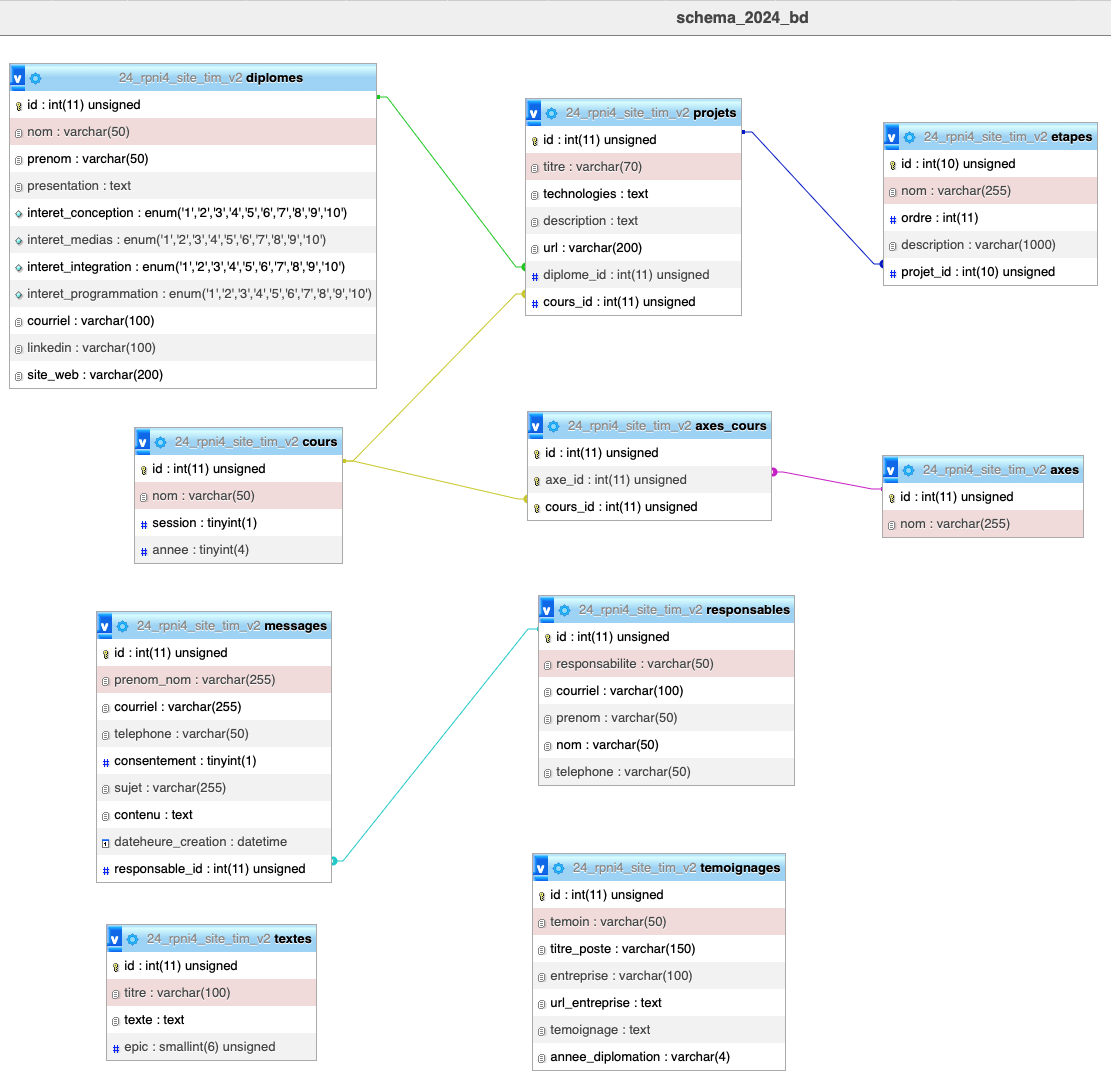 schema_2024_bd
v 24_rpni4_site_tim_v2 diplomes
id : int(11) unsigned
nom : varchar(50)
prenom : varchar(50)
presentation : text
interet_conception : enum('1','2','3','4','5','6','7','8','9','10')
interet_medias : enum('1','2','3','4','5','6','7','8','9','10')
interet_integration : enum('1','2','3','4','5','6','7','8','9','10')
interet_programmation : enum('1','2','3','4','5','6','7','8','9','10')
courriel : varchar(100)
linkedin : varchar(100)
site_web : varchar(200)
v 24_rpni4_site_tim_v2 projets
id : int(11) unsigned
titre : varchar(70)
technologies : text
description : text
url : varchar(200)
# diplome_id : int(11) unsigned
# cours_id : int(11) unsigned
v 24_rpni4_site_tim_v2 etapes
id : int(10) unsigned
nom : varchar(255)
# ordre : int(11)
description : varchar(1000)
# projet_id : int(10) unsigned
v 24_rpni4_site_tim_v2 cours
id : int(11) unsigned
nom : varchar(50)
# session : tinyint(1)
# annee : tinyint(4)
v 24_rpni4_site_tim_v2 axes_cours
id : int(11) unsigned
axe_id : int(11) unsigned
cours_id : int(11) unsigned
v 24_rpni4_site_tim_v2 axes
id : int(11) unsigned
nom : varchar(255)
v 24_rpni4_site_tim_v2 messages
id : int(11) unsigned
prenom_nom : varchar(255)
courriel : varchar(255)
telephone : varchar(50)
# consentement : tinyint(1)
sujet : varchar(255)
contenu : text
dateheure_creation : datetime
# responsable_id : int(11) unsigned
v 24_rpni4_site_tim_v2 responsables
id : int(11) unsigned
responsabilite : varchar(50)
courriel : varchar(100)
prenom : varchar(50)
nom : varchar(50)
telephone : varchar(50)
v 24_rpni4_site_tim_v2 textes
id : int(11) unsigned
titre : varchar(100)
texte : text
# epic : smallint(6) unsigned
v 24_rpni4_site_tim_v2 temoignages
id : int(11) unsigned
temoin : varchar(50)
titre_poste : varchar(150)
entreprise : varchar(100)
url_entreprise : text
temoignage : text
annee_diplomation : varchar(4)